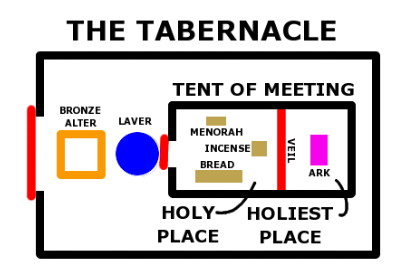 THE TABERNACLE
TENT OF MEETING
BRONZE
ALTER
LAVER
MENORAH
INCENSE
BREAD
VEIL
ARK
HOLY
PLACE
HOLIEST
PLACE